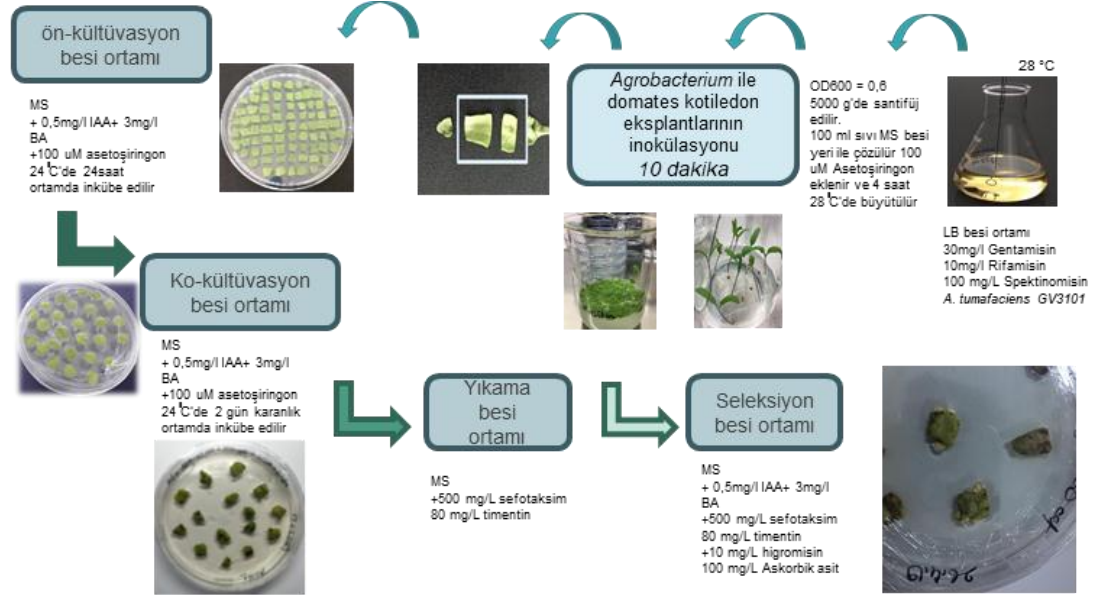 ön-kültüvasyon
besi ortamı
MS
+ 0,5mg/l IAA+ 3mg/l
BA
+100 uM asetoşiringon
24 C'de 24saat
ortamda inkübe edilir
Agrobacterium ile
domates kotiledon
eksplantlarının
inokülasyonu
10 dakika
OD600 = 0,6
5000 g'de santifüj
edilir.
100 ml sıvı MS besi
yeri ile çözülür 100
uM Asetoşiringon
eklenir ve 4 saat
28 C'de büyütülür
28 °C
LB besi ortamı
30mg/l Gentamisin
10mg/l Rifamisin
100 mg/L Spektinomisin
A. tumafaciens GV3101
Ko-kültüvasyon
besi ortamı
MS
+ 0,5mg/l IAA+ 3mg/l
BA
+100 uM asetoşiringon
24 C'de 2 gün karanlık
ortamda inkübe edilir
Yıkama
besi
ortamı
MS
+500 mg/L sefotaksim
80 mg/L timentin
Seleksiyon
besi ortamı
MS
+ 0,5mg/l IAA+ 3mg/l
BA
+500 mg/L sefotaksim
80 mg/L timentin
+10 mg/L higromisin
100 mg/L Askorbik asit